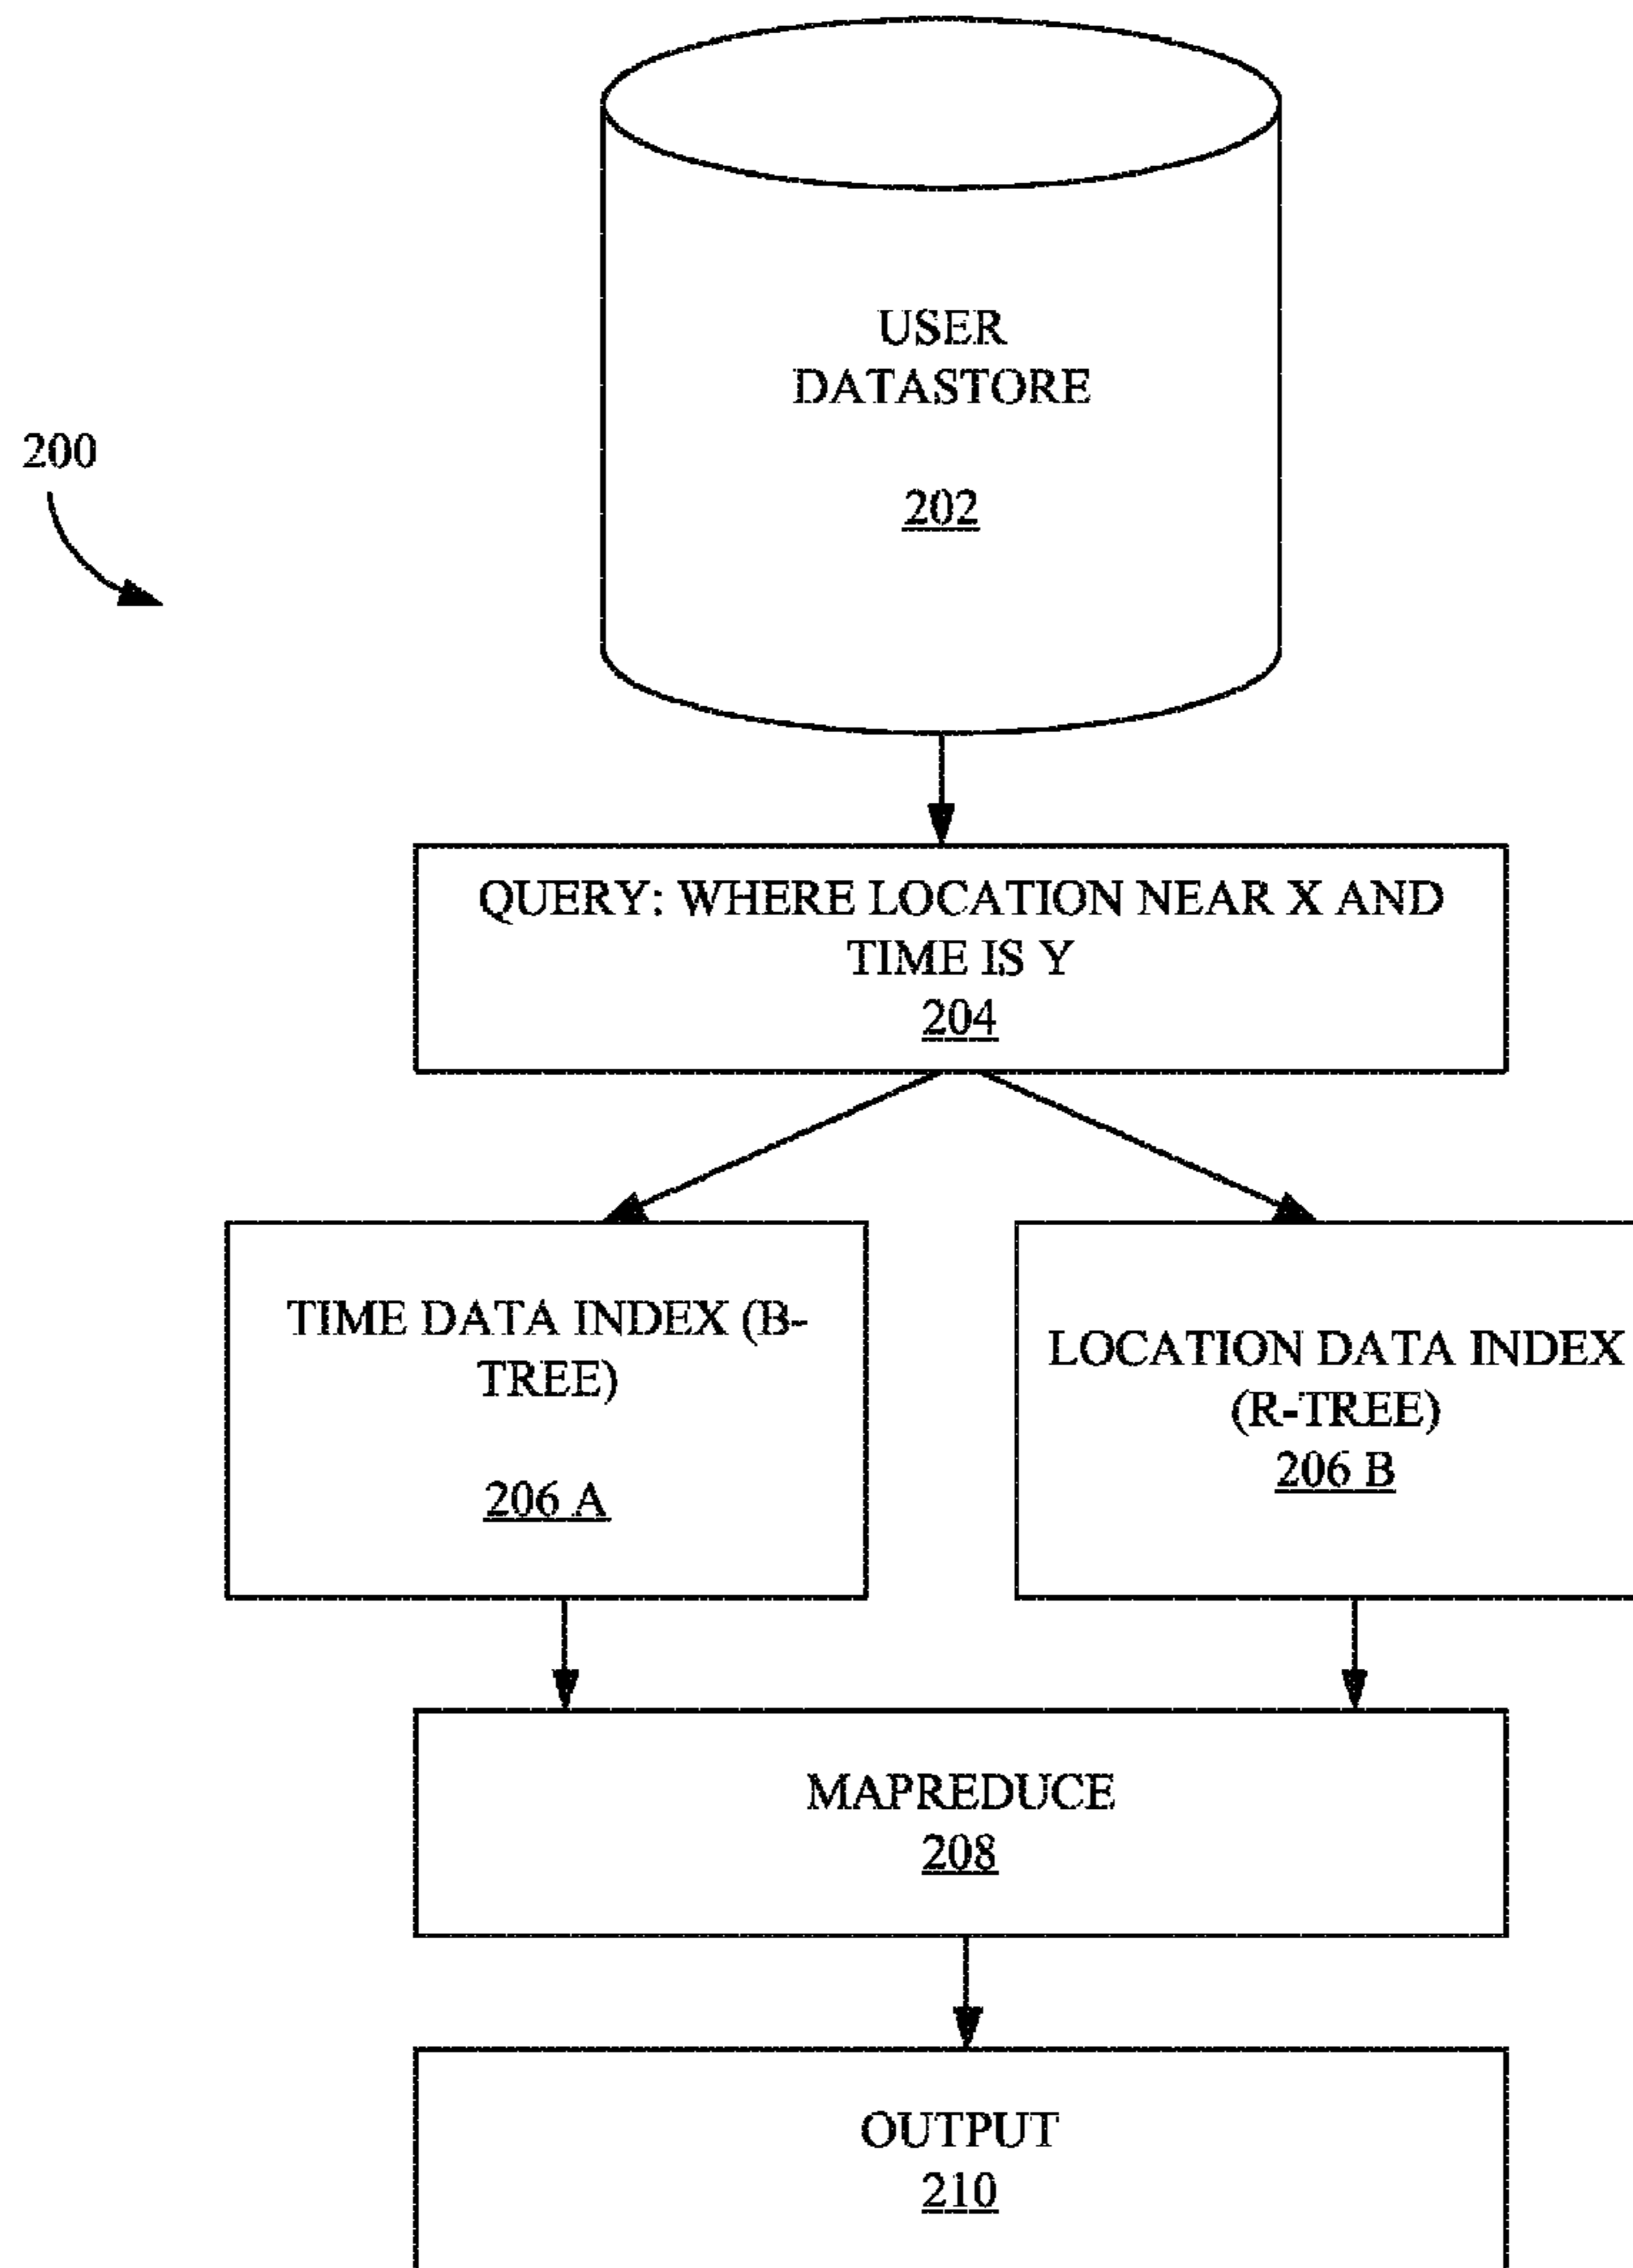 USER
DATASTORE
202
200
QUERY: WHERE LOCATION NEAR X AND
TIME IS Y
204
TIME DATA INDEX (B-
TREE)
206 A
LOCATION DATA INDEX
(R-TREE)
206 B
MAPREDUCE
208
OUTPUT
210